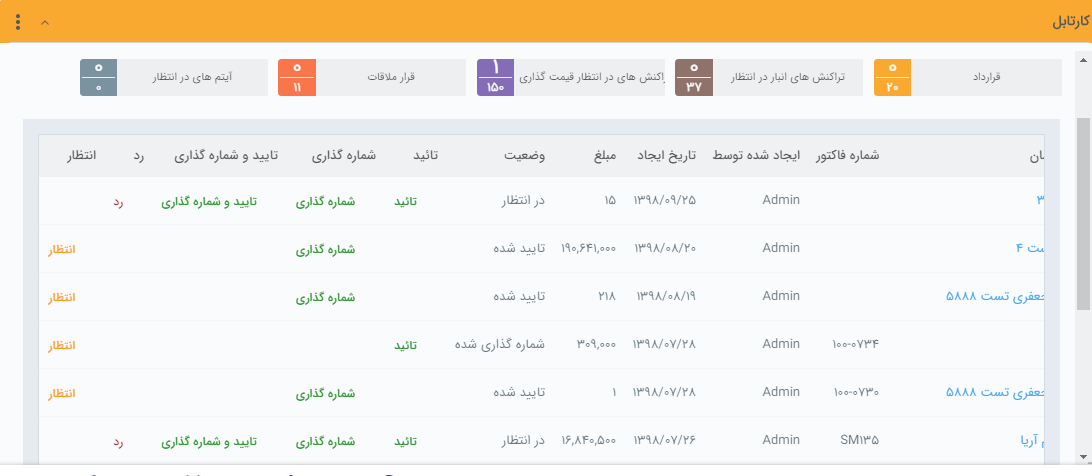 کارتابل
قرارداد ۰ ۲۰ تراکنش های انبار در انتظار ۰ ۳۷ تراکنش های در انتظار قیمت گذاری ۱ ۱۵۰ قرار ملاقات ۰ ۱۱ آیتم های در انتظار ۰ ۰
شماره فاکتور ایجاد شده توسط تاریخ ایجاد مبلغ وضعیت تائید شماره گذاری تایید و شماره گذاری رد انتظار
۳ Admin ۱۳۹۸/۰۹/۲۵ ۱۵ در انتظار تائید شماره گذاری تایید و شماره گذاری رد
ست ۴ Admin ۱۳۹۸/۰۸/۲۰ ۱۹۰,۶۴۱,۰۰۰ تایید شده شماره گذاری انتظار
جعفری تست ۵۸۸۸ Admin ۱۳۹۸/۰۸/۱۹ ۲۱۸ تایید شده شماره گذاری انتظار
۱۰۰-۰۷۳۴ Admin ۱۳۹۸/۰۷/۲۸ ۳۰۹,۰۰۰ شماره گذاری شده تائید انتظار
جعفری تست ۵۸۸۸ ۱۰۰-۰۷۳۰ Admin ۱۳۹۸/۰۷/۲۸ ۱ تایید شده شماره گذاری انتظار
م آریا SM۱۳۵ Admin ۱۳۹۸/۰۷/۲۶ ۱۶,۸۴۰,۵۰۰ در انتظار تائید شماره گذاری تایید و شماره گذاری رد